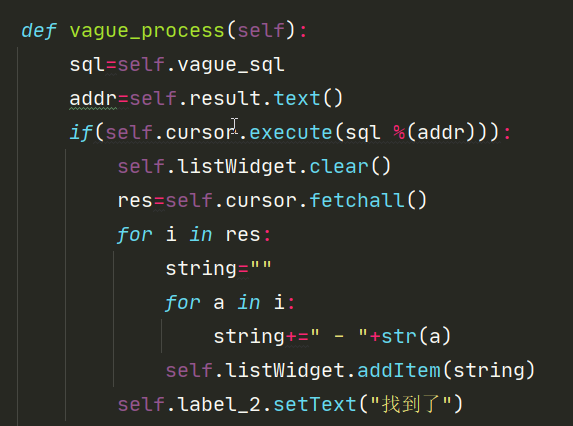 def vague_process(self):
    sql=self.vague_sql
    addr=self.result.text()
    if(self.cursor.execute(sql %(addr))):
        self.listWidget.clear()
        res=self.cursor.fetchall()
        for i in res:
            string=""
            for a in i:
                string+=" - "+str(a)
            self.listWidget.addItem(string)
        self.label_2.setText("找到了")